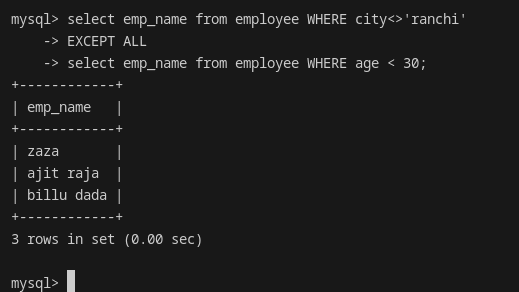 mysql> select emp_name from employee WHERE city<>'ranchi'
    -> EXCEPT ALL
    -> select emp_name from employee WHERE age < 30;
+------------+
| emp_name   |
+------------+
| zaza       |
| ajit raja  |
| billu dada |
+------------+
3 rows in set (0.00 sec)

mysql>